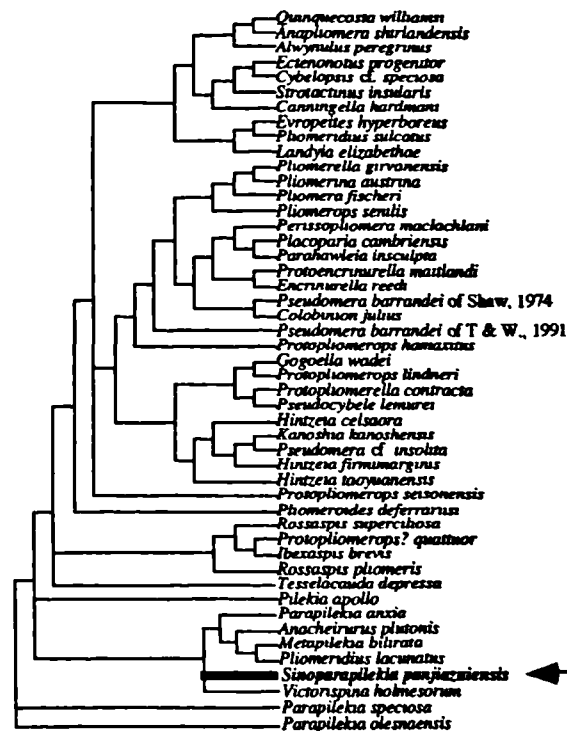 Quinquecosta williamsi
Anapliomera shirlandensis
Alwynulus peregrinus
Ectenonotus progenitor
Cybelopsis cf. speciosa
Strotactinus insularis
Canningella hardmani
Evropeites hyperboreus
Pliomeridius sulcatus
Landyia elizabethae
Pliomerella girvanensis
Pliomerina austrina
Pliomera fischeri
Pliomerops senilis
Perissopliomera maclachlani
Placoparia cambriensis
Parahawleia insculpta
Protoencrinurella maitlandi
Encrinurella reedi
Pseudomera barrandei of Shaw, 1974
Colobinion julius
Pseudomera barrandei of T & W., 1991
Protopliomerops hamaxitus
Gogoella wadei
Protopliomerops lindneri
Protopliomerella contracta
Pseudocybele lemurei
Hintzeia celsaora
Kanoshia kanoshensis
Pseudomera cf insolita
Hintzeia firmimarginis
Hintzeia taoyuanensis
Protopliomerops seisonensis
Pliomeroides deferrariisi
Rossaspis superciliosa
Protopliomerops? quattuor
Ibexaspis brevis
Rossaspis pliomeris
Tesselacauda depressa
Pilekia apollo
Parapilekia anxia
Anacheirurus plutonis
Metapilekia bilirata
Pliomeridius lacunatus
Sinoparapilekia panjiazuiensis
Victorispina holmesorum
Parapilekia speciosa
Parapilekia olesnaensis